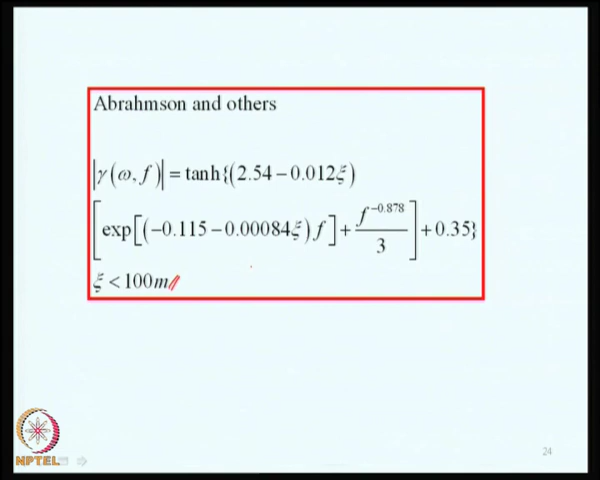 Abrahmson and others
|γ(ω, f)| = tanh{(2.54 − 0.012ξ)
[exp[(−0.115 − 0.00084ξ) f] + f^{−0.878}/3] + 0.35}
ξ < 100m
24
NPTEL